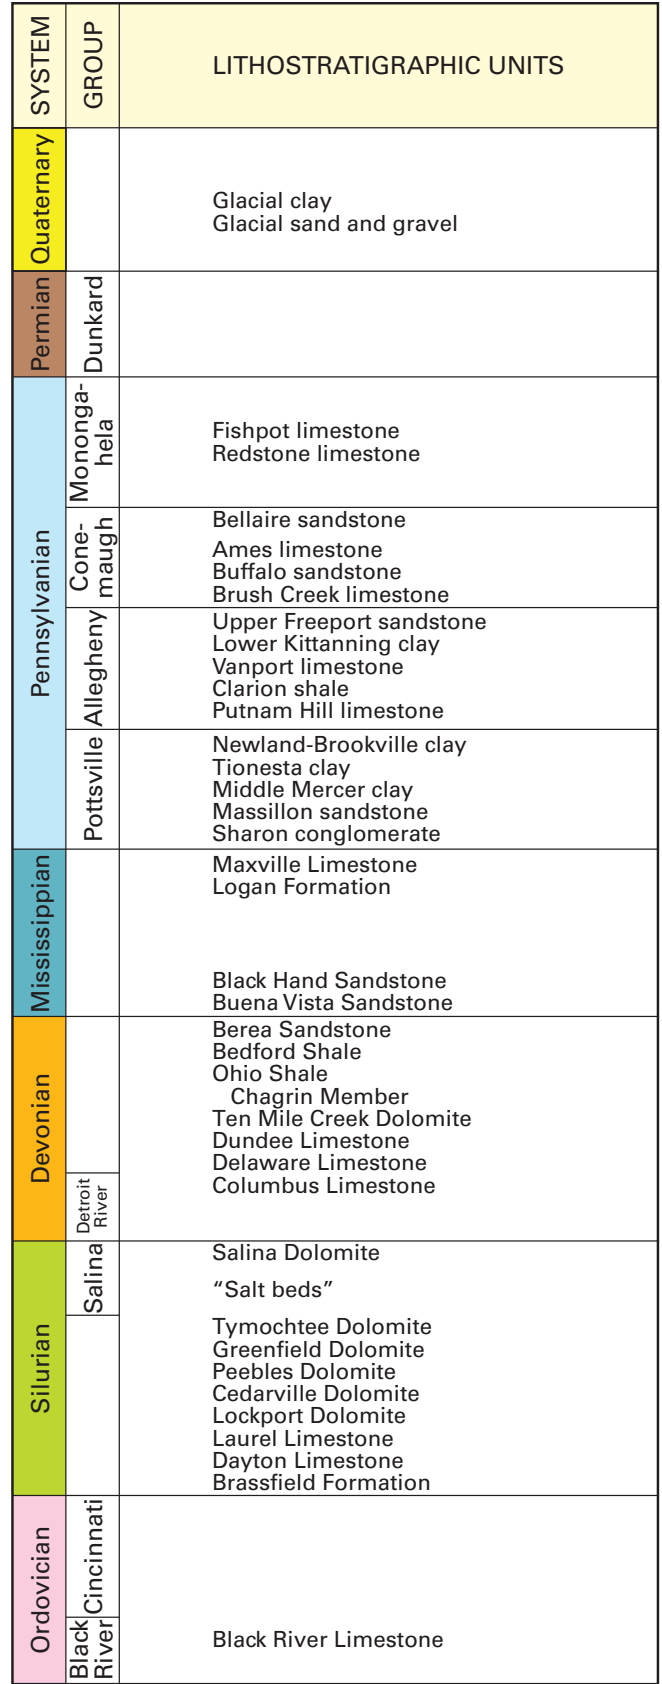 SYSTEM
GROUP
LITHOSTRATIGRAPHIC UNITS
Quaternary
Glacial clay
Glacial sand and gravel
Permian
Dunkard
Pennsylvanian
Mononga-
hela
Fishpot limestone
Redstone limestone
Cone-
maugh
Bellaire sandstone
Ames limestone
Buffalo sandstone
Brush Creek limestone
Allegheny
Upper Freeport sandstone
Lower Kittanning clay
Vanport limestone
Clarion shale
Putnam Hill limestone
Pottsville
Newland-Brookville clay
Tionesta clay
Middle Mercer clay
Massillon sandstone
Sharon conglomerate
Mississippian
Maxville Limestone
Logan Formation
Black Hand Sandstone
Buena Vista Sandstone
Devonian
Berea Sandstone
Bedford Shale
Ohio Shale
Chagrin Member
Ten Mile Creek Dolomite
Dundee Limestone
Delaware Limestone
Detroit
River
Columbus Limestone
Silurian
Salina
Salina Dolomite
“Salt beds”
Tymochtee Dolomite
Greenfield Dolomite
Peebles Dolomite
Cedarville Dolomite
Lockport Dolomite
Laurel Limestone
Dayton Limestone
Brassfield Formation
Ordovician
Cincinnati
Black
River
Black River Limestone